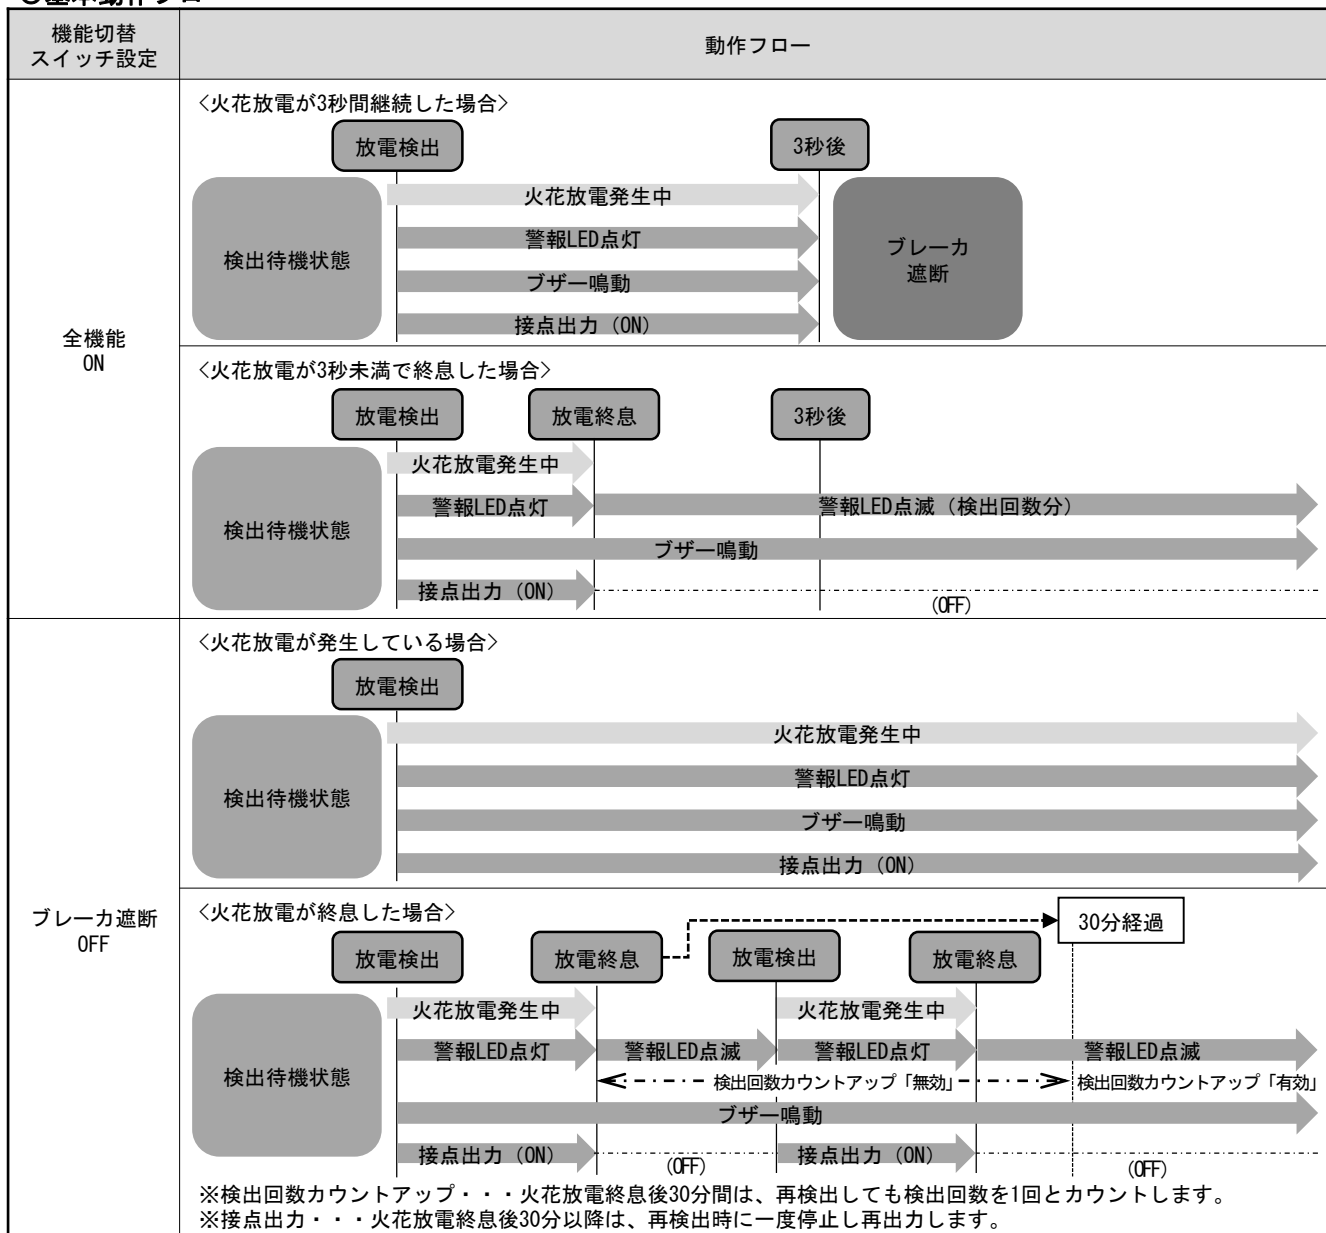 機能切替
スイッチ設定
動作フロー
全機能
ON
<火花放電が3秒間継続した場合>
放電検出
3秒後
検出待機状態
火花放電発生中
警報LED点灯
ブザー鳴動
接点出力（ON）
ブレーカ
遮断
<火花放電が3秒未満で終息した場合>
放電検出
放電終息
3秒後
検出待機状態
火花放電発生中
警報LED点灯
警報LED点滅（検出回数分）
ブザー鳴動
接点出力（ON）
（OFF）
ブレーカ遮断
OFF
<火花放電が発生している場合>
放電検出
検出待機状態
火花放電発生中
警報LED点灯
ブザー鳴動
接点出力（ON）
<火花放電が終息した場合>
30分経過
放電検出
放電終息
放電検出
放電終息
検出待機状態
火花放電発生中
火花放電発生中
警報LED点灯
警報LED点滅
警報LED点灯
警報LED点滅
検出回数カウントアップ「無効」
検出回数カウントアップ「有効」
ブザー鳴動
接点出力（ON）
（OFF）
接点出力（ON）
（OFF）
※検出回数カウントアップ・・・火花放電終息後30分間は、再検出しても検出回数を1回とカウントします。
※接点出力・・・火花放電終息後30分以降は、再検出時に一度停止し再出力します。